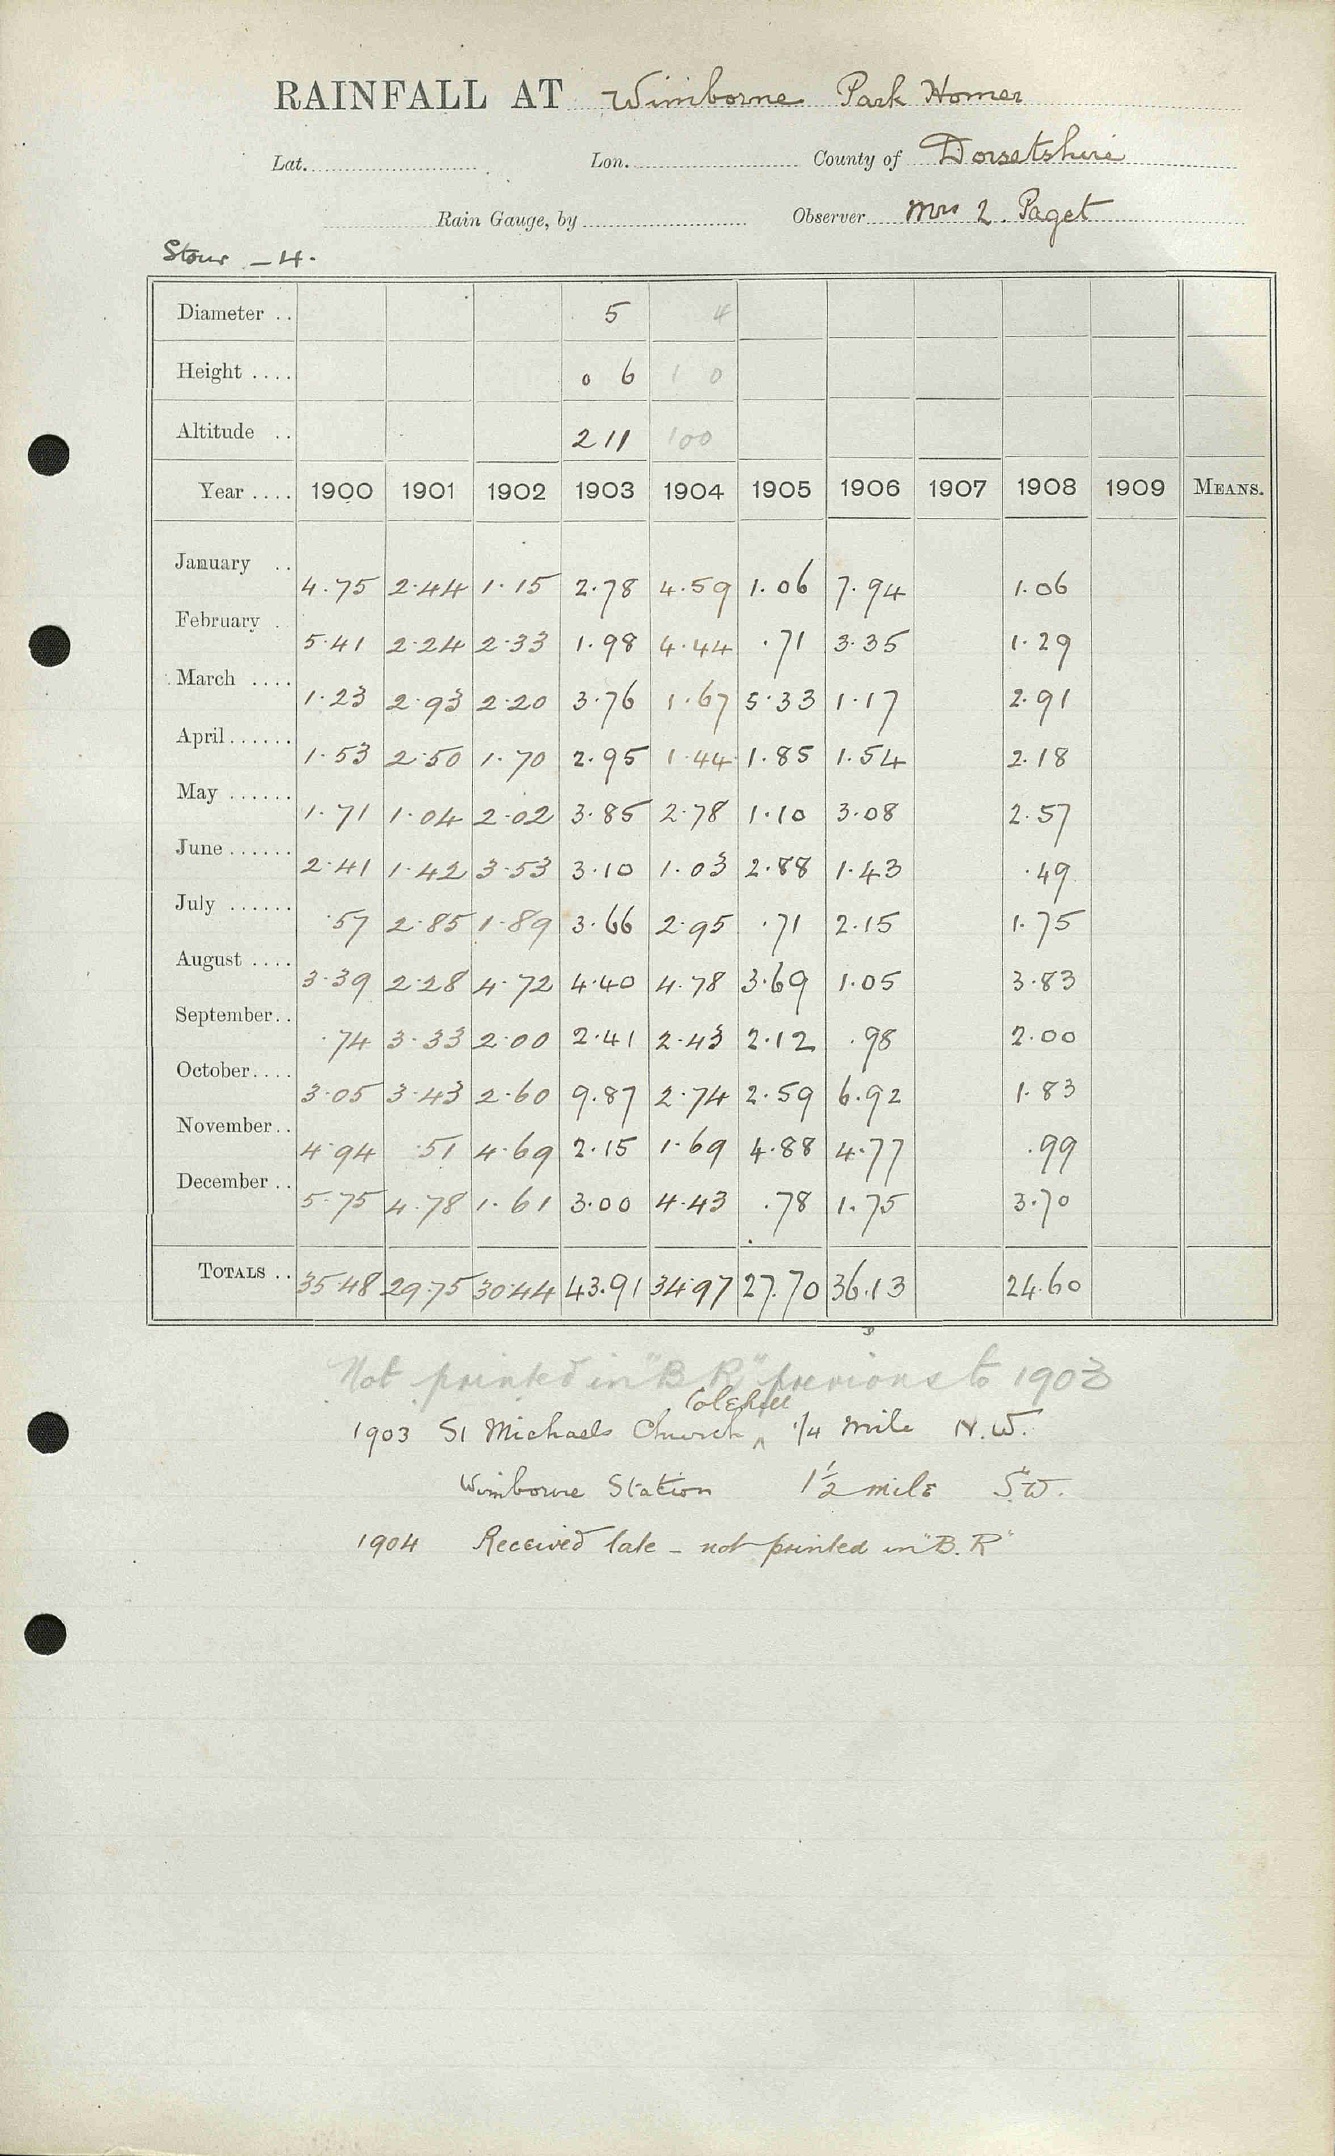 RAINFALL AT Wimborne Park Homer
Lat. Lon. County of Dorsetshire
Rain Gauge, by Observer Mrs L. Paget
Stour - 4.
Diameter .. 5 4
Height .... 0 6 1 0
Altitude .. 211 100
Year .... 1900 1901 1902 1903 1904 1905 1906 1907 1908 1909 MEANS.
January .. 4.75 2.44 1.15 2.78 4.59 1.06 7.94 1.06
February . 5.41 2.24 2.33 1.98 4.44 .71 3.35 1.29
March .... 1.23 2.93 2.20 3.76 1.67 5.33 1.17 2.91
April...... 1.53 2.50 1.70 2.95 1.44 1.85 1.54 2.18
May ...... 1.71 1.04 2.02 3.85 2.78 1.10 3.08 2.57
June...... 2.41 1.42 3.53 3.10 1.03 2.88 1.43 .49
July ...... .57 2.85 1.89 3.66 2.95 .71 2.15 1.75
August .... 3.39 2.28 4.72 4.40 4.78 3.69 1.05 3.83
September.. .74 3.33 2.00 2.41 2.43 2.12 .98 2.00
October.... 3.05 3.43 2.60 9.87 2.74 2.59 6.92 1.83
November.. 4.94 .51 4.69 2.15 1.69 4.88 4.77 .99
December .. 5.75 4.78 1.61 3.00 4.43 .78 1.75 3.70
TOTALS .. 35.48 29.75 30.44 43.91 34.97 27.70 36.13 24.60
Not printed in "B R" previous to 1903
Colehill
1903 St Michaels Church ^ 1/4 mile N.W.
Wimborne Station 1 1/2 mile S.W.
1904 Received late - not printed in "B.R"